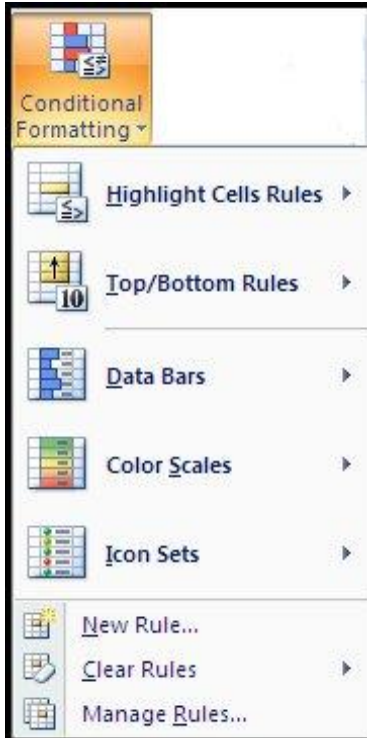 Conditional
Formatting
Highlight Cells Rules
10
Top/Bottom Rules
Data Bars
Color Scales
Icon Sets
New Rule...
Clear Rules
Manage Rules...